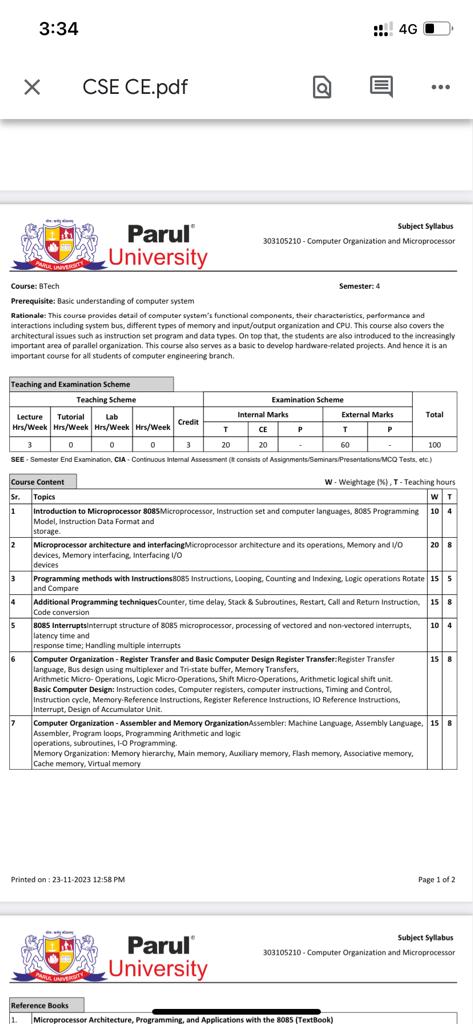 3:34
4G
CSE CE.pdf
Parul®
University
PARUL UNIVERSITY
Subject Syllabus
303105210 - Computer Organization and Microprocessor
Course: BTech
Semester: 4
Prerequisite: Basic understanding of computer system
Rationale: This course provides detail of computer system's functional components, their characteristics, performance and
interactions including system bus, different types of memory and input/output organization and CPU. This course also covers the
architectural issues such as instruction set program and data types. On top that, the students are also introduced to the increasingly
important area of parallel organization. This course also serves as a basic to develop hardware-related projects. And hence it is an
important course for all students of computer engineering branch.
Teaching and Examination Scheme
Teaching Scheme
Examination Scheme
Lecture Hrs/Week
Tutorial Hrs/Week
Lab Hrs/Week
Hrs/Week
Credit
Internal Marks
External Marks
Total
T CE P T P
3 0 0 0 3 20 20 - 60 - 100
SEE - Semester End Examination, CIA - Continuous Internal Assessment (It consists of Assignments/Seminars/Presentations/MCQ Tests, etc.)
Course Content
W - Weightage (%) , T - Teaching hours
Sr. Topics W T
1 Introduction to Microprocessor 8085Microprocessor, Instruction set and computer languages, 8085 Programming 10 4
Model, Instruction Data Format and
storage.
2 Microprocessor architecture and interfacingMicroprocessor architecture and its operations, Memory and I/O 20 8
devices, Memory interfacing, Interfacing I/O
devices
3 Programming methods with Instructions8085 Instructions, Looping, Counting and Indexing, Logic operations Rotate 15 5
and Compare
4 Additional Programming techniquesCounter, time delay, Stack & Subroutines, Restart, Call and Return Instruction, 15 8
Code conversion
5 8085 InterruptsInterrupt structure of 8085 microprocessor, processing of vectored and non-vectored interrupts, 10 4
latency time and
response time; Handling multiple interrupts
6 Computer Organization - Register Transfer and Basic Computer Design Register Transfer:Register Transfer 15 8
language, Bus design using multiplexer and Tri-state buffer, Memory Transfers,
Arithmetic Micro- Operations, Logic Micro-Operations, Shift Micro-Operations, Arithmetic logical shift unit.
Basic Computer Design: Instruction codes, Computer registers, computer instructions, Timing and Control,
Instruction cycle, Memory-Reference Instructions, Register Reference Instructions, IO Reference Instructions,
Interrupt, Design of Accumulator Unit.
7 Computer Organization - Assembler and Memory OrganizationAssembler: Machine Language, Assembly Language, 15 8
Assembler, Program loops, Programming Arithmetic and logic
operations, subroutines, I-O Programming.
Memory Organization: Memory hierarchy, Main memory, Auxiliary memory, Flash memory, Associative memory,
Cache memory, Virtual memory
Printed on : 23-11-2023 12:58 PM
Page 1 of 2
Parul®
University
PARUL UNIVERSITY
Subject Syllabus
303105210 - Computer Organization and Microprocessor
Reference Books
1. Microprocessor Architecture, Programming, and Applications with the 8085 (TextBook)